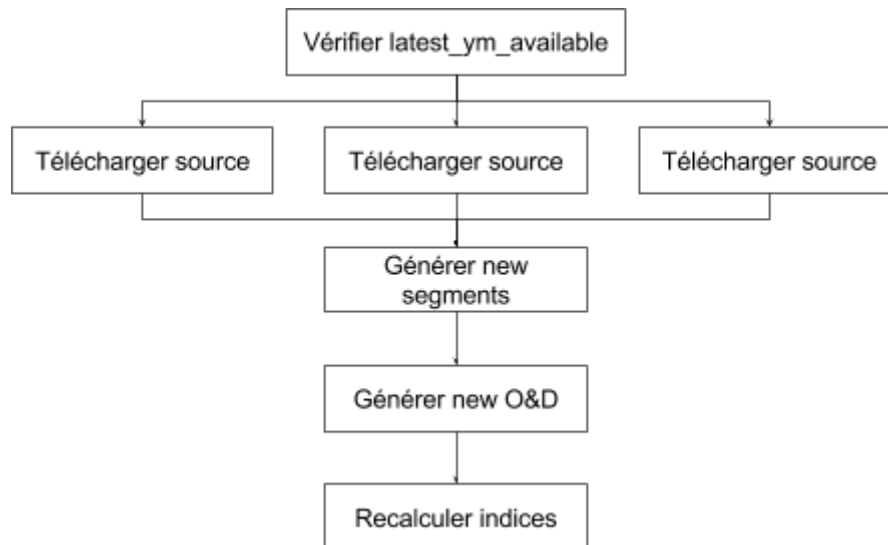 Vérifier latest_ym_available
Télécharger source
Télécharger source
Télécharger source
Générer new
segments
Générer new O&D
Recalculer indices